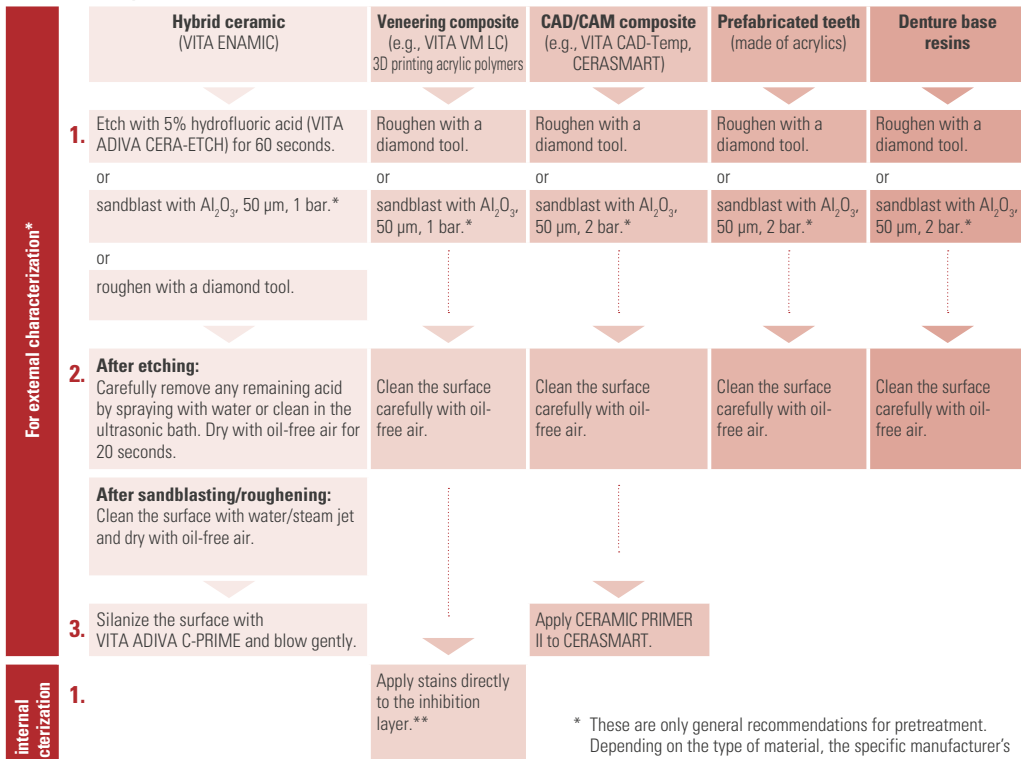 Hybrid ceramic
(VITA ENAMIC)
Veneering composite
(e.g., VITA VM LC)
3D printing acrylic polymers
CAD/CAM composite
(e.g., VITA CAD-Temp,
CERASMART)
Prefabricated teeth
(made of acrylics)
Denture base
resins
For external characterization*
1.
Etch with 5% hydrofluoric acid (VITA
ADIVA CERA-ETCH) for 60 seconds.
or
sandblast with Al₂O₃, 50 µm, 1 bar.*
or
roughen with a diamond tool.
Roughen with a
diamond tool.
or
sandblast with Al₂O₃,
50 µm, 1 bar.*
Roughen with a
diamond tool.
or
sandblast with Al₂O₃,
50 µm, 2 bar.*
Roughen with a
diamond tool.
or
sandblast with Al₂O₃,
50 µm, 2 bar.*
Roughen with a
diamond tool.
or
sandblast with Al₂O₃,
50 µm, 2 bar.*
2.
After etching:
Carefully remove any remaining acid
by spraying with water or clean in the
ultrasonic bath. Dry with oil-free air for
20 seconds.
After sandblasting/roughening:
Clean the surface with water/steam jet
and dry with oil-free air.
Clean the surface
carefully with oil-
free air.
Clean the surface
carefully with oil-
free air.
Clean the surface
carefully with oil-
free air.
Clean the surface
carefully with oil-
free air.
3.
Silanize the surface with
VITA ADIVA C-PRIME and blow gently.
Apply CERAMIC PRIMER
II to CERASMART.
internal
cterization
1.
Apply stains directly
to the inhibition
layer.**
* These are only general recommendations for pretreatment.
Depending on the type of material, the specific manufacturer's